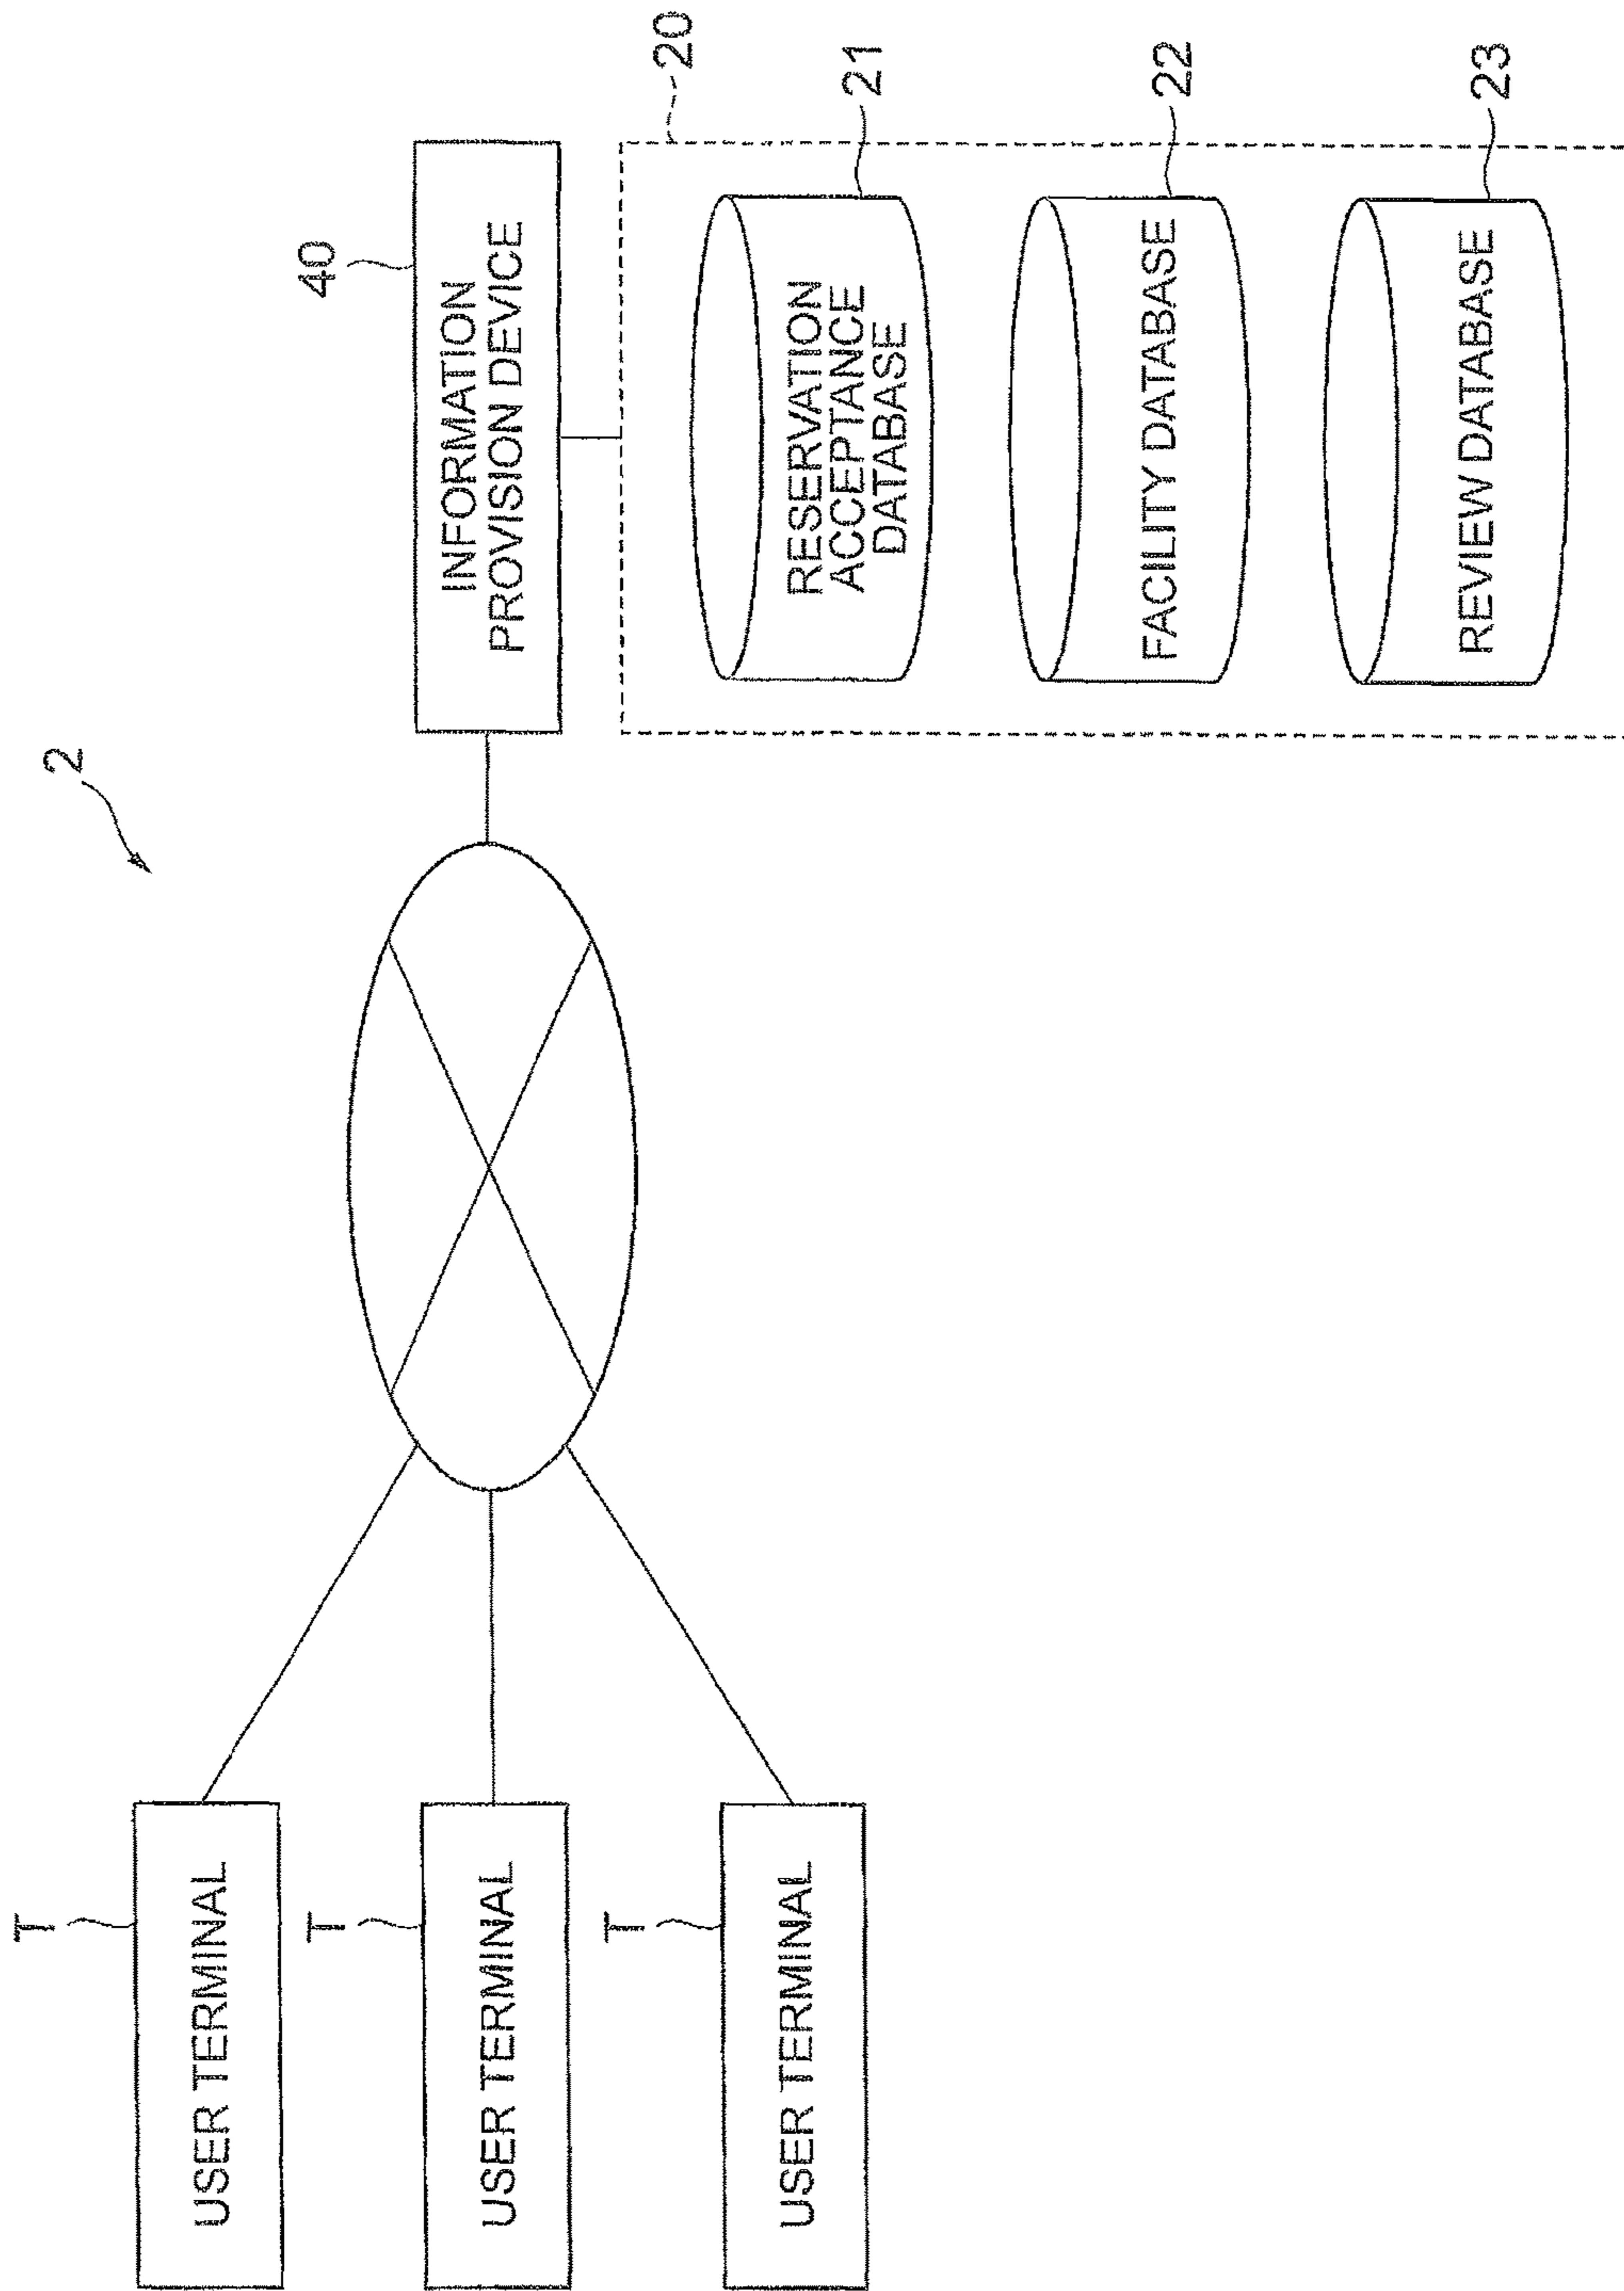 2
T
USER TERMINAL
T
USER TERMINAL
T
USER TERMINAL
40
INFORMATION
PROVISION DEVICE
20
RESERVATION
ACCEPTANCE
DATABASE
21
FACILITY DATABASE
22
REVIEW DATABASE
23